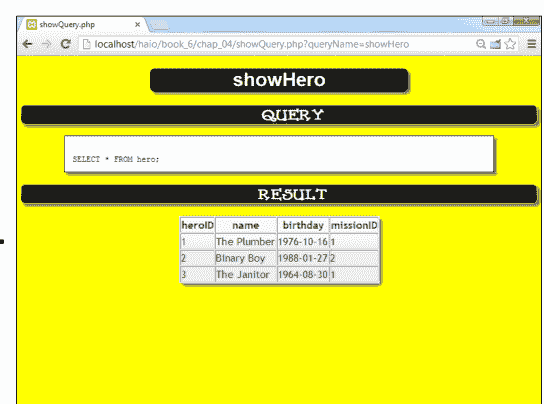 showQuery.php
localhost/haio/book_6/chap_04/showQuery.php?queryName=showHero
showHero
QUERY
SELECT * FROM hero;
RESULT
heroID name birthday missionID
1 The Plumber 1976-10-16 1
2 Binary Boy 1988-01-27 2
3 The Janitor 1964-08-30 1